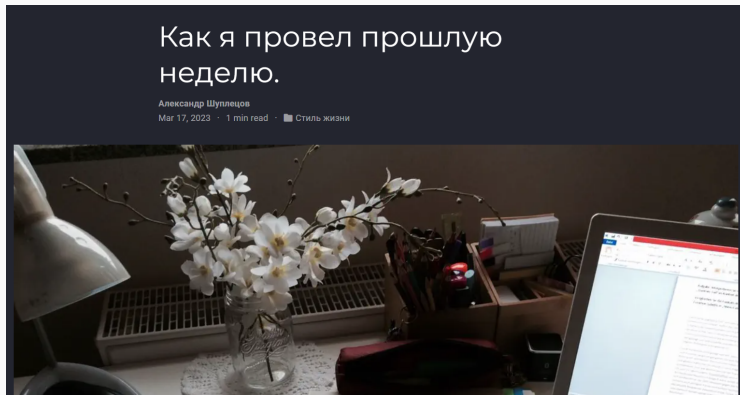 Как я провел прошлую
неделю.
Александр Шуплецов
Mar 17, 2023 · 1 min read · Стиль жизни